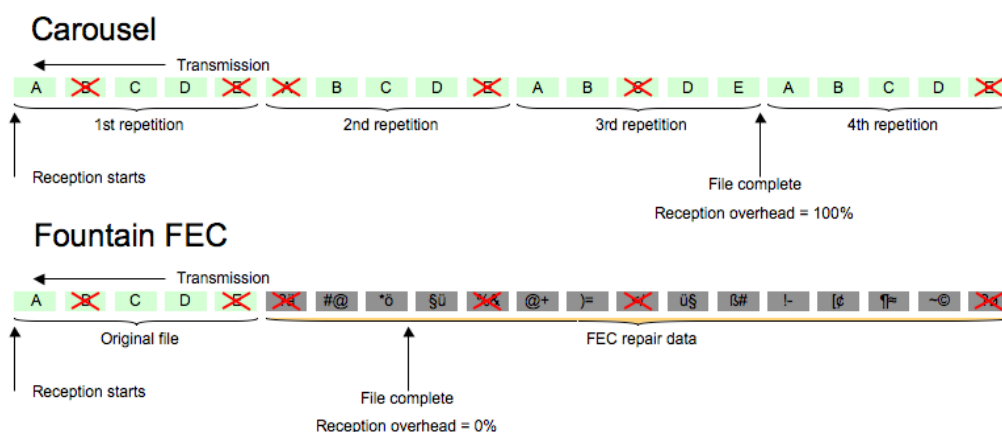 Carousel
Transmission
A B C D E A B C D E A B C D E A B C D E
1st repetition 2nd repetition 3rd repetition 4th repetition
Reception starts
File complete
Reception overhead = 100%
Fountain FEC
Transmission
A B C D E #@ *ö §ü %& @+ )= ü§ ß# !- [¢ ¶≈ ~©
Original file FEC repair data
Reception starts
File complete
Reception overhead = 0%